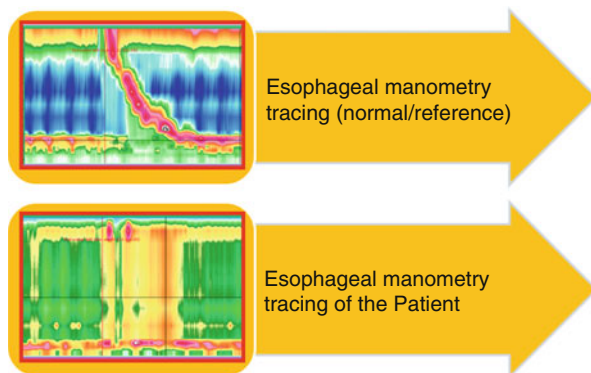 Esophageal manometry
tracing (normal/reference)
Esophageal manometry
tracing of the Patient